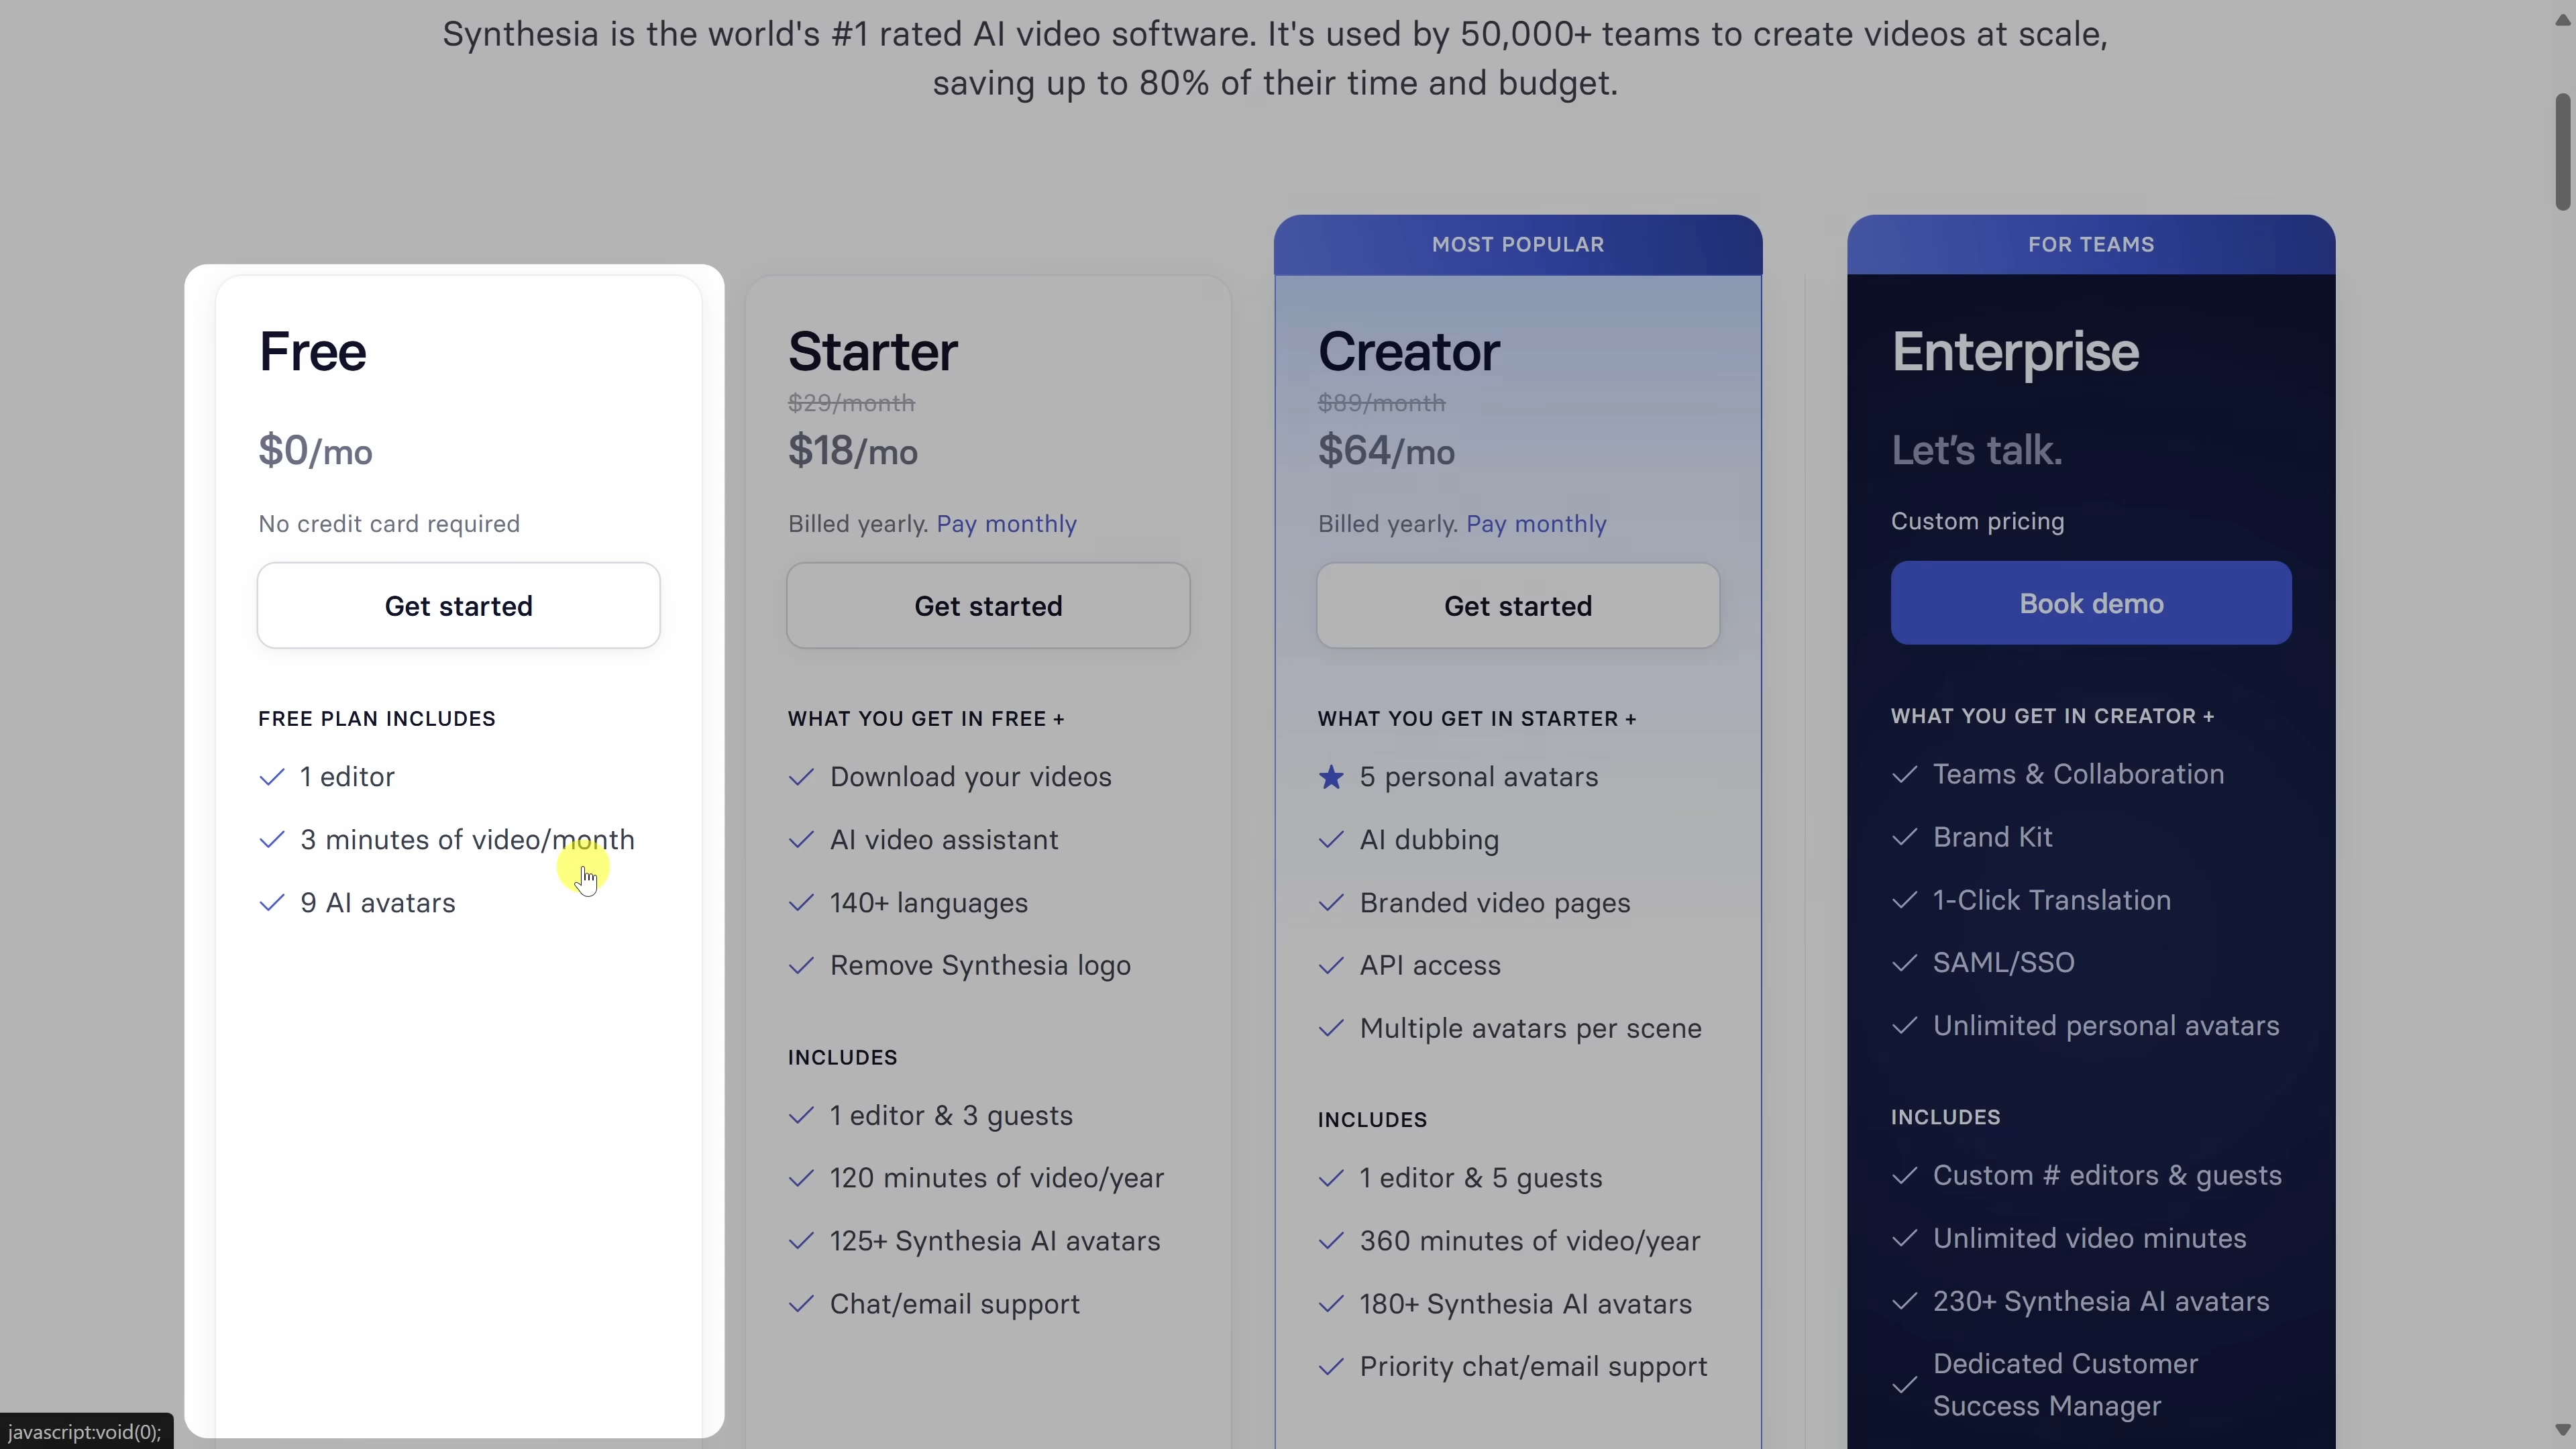 Synthesia is the world's #1 rated AI video software. It's used by 50,000+ teams to create videos at scale,
saving up to 80% of their time and budget.
Free
$0/mo
No credit card required
Get started
FREE PLAN INCLUDES
1 editor
3 minutes of video/month
9 AI avatars
Starter
$29/month
$18/mo
Billed yearly. Pay monthly
Get started
WHAT YOU GET IN FREE +
Download your videos
AI video assistant
140+ languages
Remove Synthesia logo
INCLUDES
1 editor & 3 guests
120 minutes of video/year
125+ Synthesia AI avatars
Chat/email support
MOST POPULAR
Creator
$89/month
$64/mo
Billed yearly. Pay monthly
Get started
WHAT YOU GET IN STARTER +
5 personal avatars
AI dubbing
Branded video pages
API access
Multiple avatars per scene
INCLUDES
1 editor & 5 guests
360 minutes of video/year
180+ Synthesia AI avatars
Priority chat/email support
FOR TEAMS
Enterprise
Let's talk.
Custom pricing
Book demo
WHAT YOU GET IN CREATOR +
Teams & Collaboration
Brand Kit
1-Click Translation
SAML/SSO
Unlimited personal avatars
INCLUDES
Custom # editors & guests
Unlimited video minutes
230+ Synthesia AI avatars
Dedicated Customer
Success Manager
javascript:void(0);